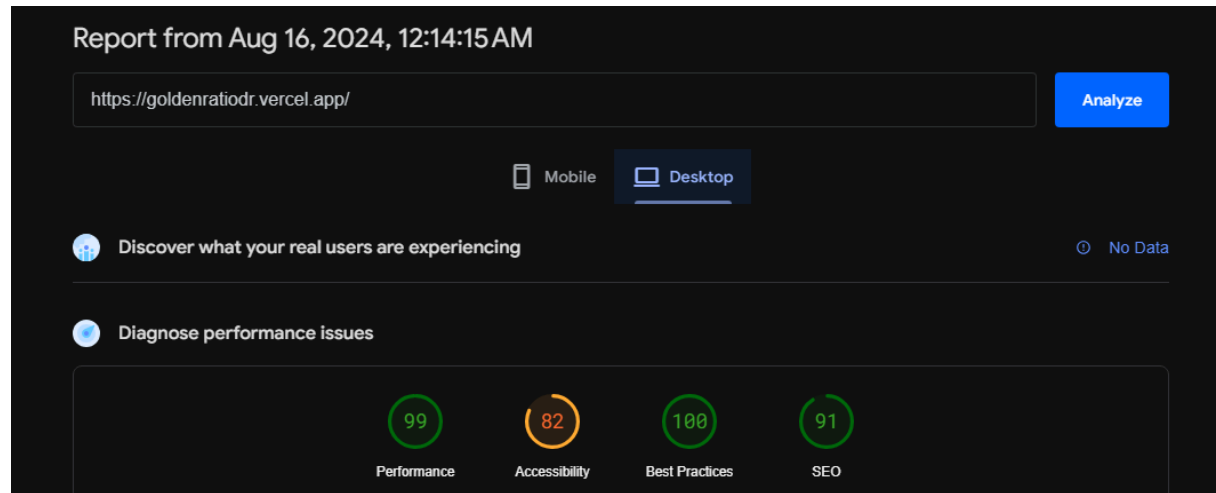 Report from Aug 16, 2024, 12:14:15 AM
https://goldenratiodr.vercel.app/
Analyze
Mobile
Desktop
Discover what your real users are experiencing
No Data
Diagnose performance issues
99
82
100
91
Performance
Accessibility
Best Practices
SEO